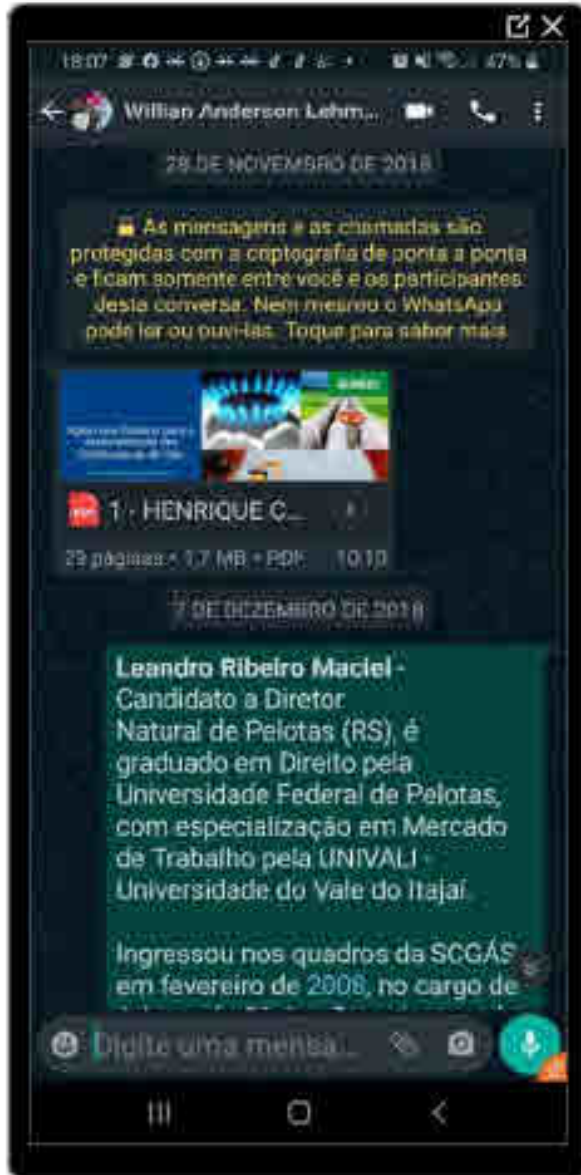 18:07 47%
Willian Anderson Lehm...
28 DE NOVEMBRO DE 2018
As mensagens e as chamadas são
protegidas com a criptografia de ponta a ponta
e ficam somente entre você e os participantes
desta conversa. Nem mesmo o WhatsApp
pode ler ou ouvi-las. Toque para saber mais.
PDF 1 - HENRIQUE C...
29 páginas • 1,7 MB • PDF 10:10
7 DE DEZEMBRO DE 2018
Leandro Ribeiro Maciel -
Candidato a Diretor
Natural de Pelotas (RS), é
graduado em Direito pela
Universidade Federal de Pelotas,
com especialização em Mercado
de Trabalho pela UNIVALI -
Universidade do Vale do Itajaí.
Ingressou nos quadros da SCGÁS
em fevereiro de 2008, no cargo de
Digite uma mensa...